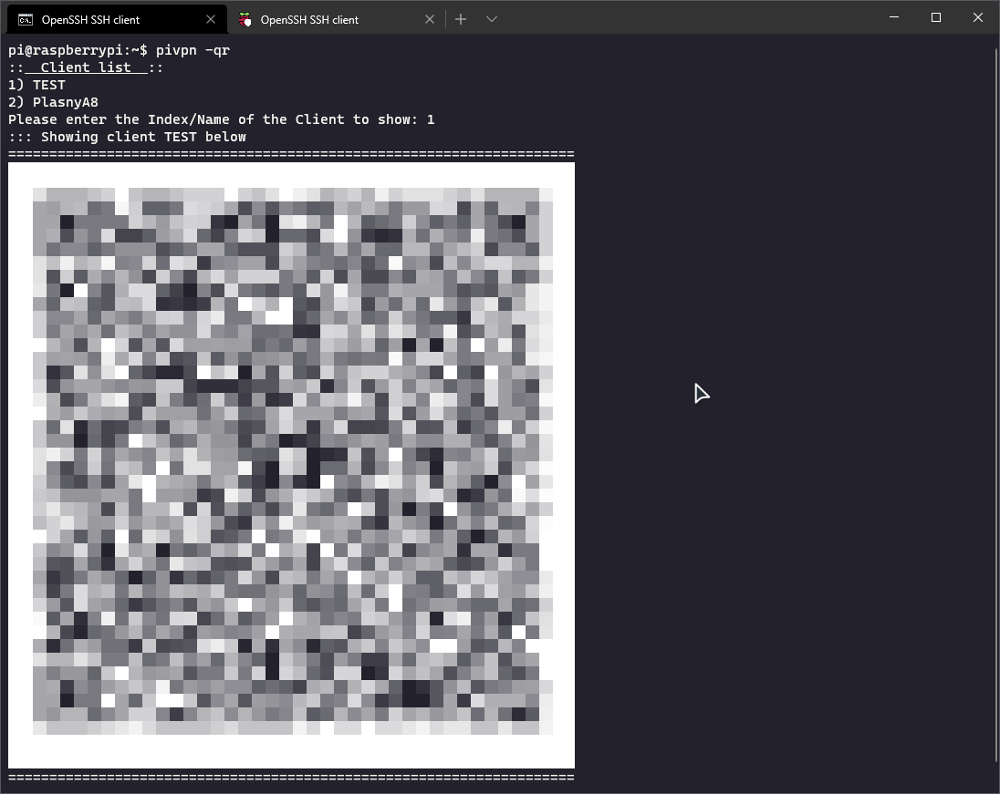 OpenSSH SSH client
OpenSSH SSH client
pi@raspberrypi:~$ pivpn -qr
::  Client list  ::
1) TEST
2) PlasnyA8
Please enter the Index/Name of the Client to show: 1
::: Showing client TEST below
=====================================================================
=====================================================================